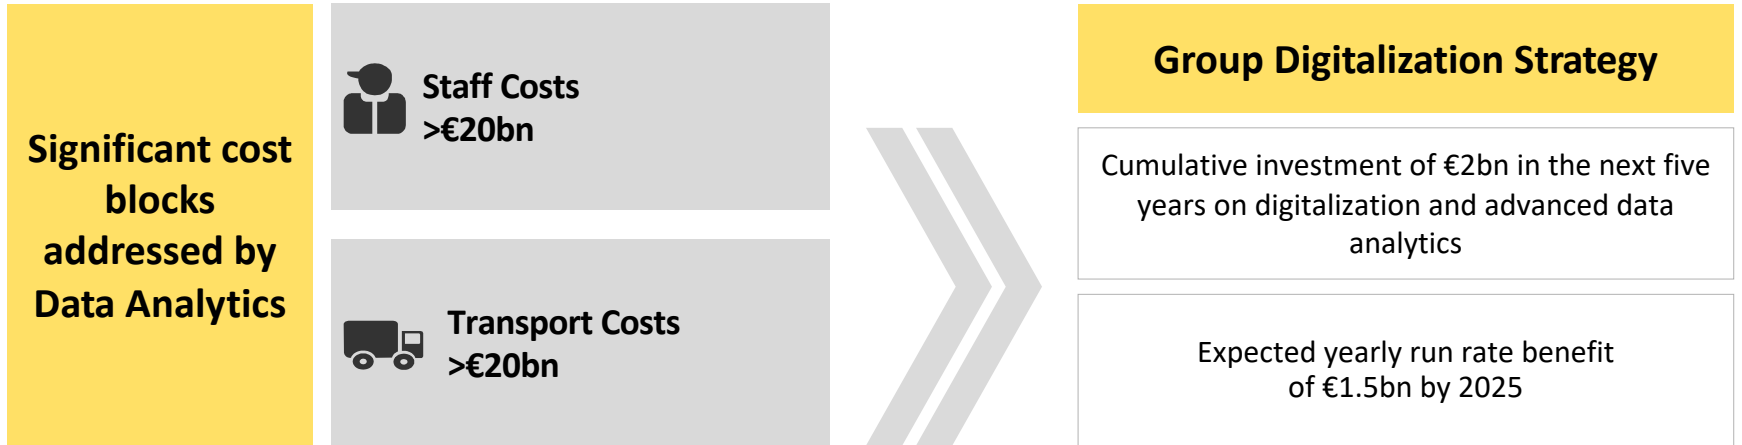 Significant cost
blocks
addressed by
Data Analytics
Staff Costs
>€20bn
Transport Costs
>€20bn
Group Digitalization Strategy
Cumulative investment of €2bn in the next five
years on digitalization and advanced data
analytics
Expected yearly run rate benefit
of €1.5bn by 2025